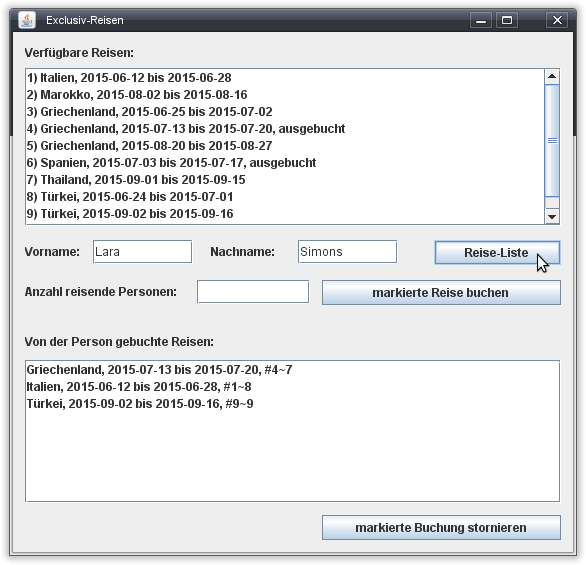 Exclusiv-Reisen
Verfügbare Reisen:
1) Italien, 2015-06-12 bis 2015-06-28
2) Marokko, 2015-08-02 bis 2015-08-16
3) Griechenland, 2015-06-25 bis 2015-07-02
4) Griechenland, 2015-07-13 bis 2015-07-20, ausgebucht
5) Griechenland, 2015-08-20 bis 2015-08-27
6) Spanien, 2015-07-03 bis 2015-07-17, ausgebucht
7) Thailand, 2015-09-01 bis 2015-09-15
8) Türkei, 2015-06-24 bis 2015-07-01
9) Türkei, 2015-09-02 bis 2015-09-16
Vorname: Lara Nachname: Simons Reise-Liste
Anzahl reisende Personen: markierte Reise buchen
Von der Person gebuchte Reisen:
Griechenland, 2015-07-13 bis 2015-07-20, #4~7
Italien, 2015-06-12 bis 2015-06-28, #1~8
Türkei, 2015-09-02 bis 2015-09-16, #9~9
markierte Buchung stornieren